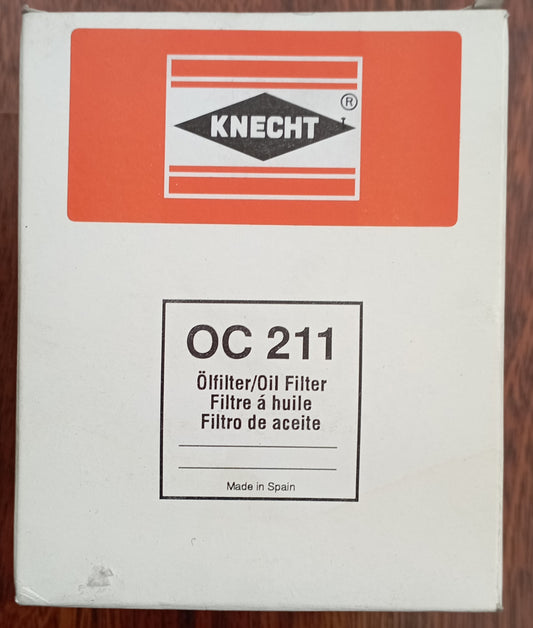 KNECHT
®
OC 211
Ölfilter/Oil Filter
Filtre á huile
Filtro de aceite
Made in Spain